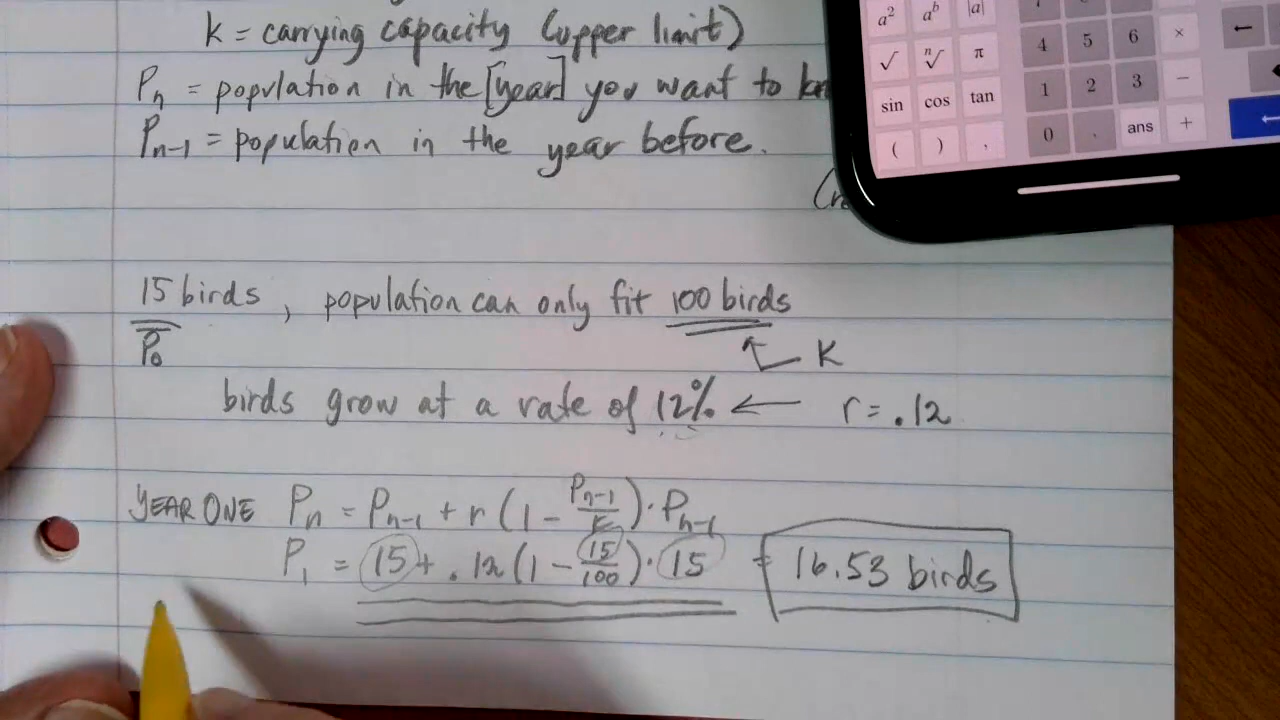 K = carrying capacity (upper limit)
Pn = population in the [year] you want to
Pn-1 = population in the year before.
15 birds, population can only fit 100 birds
P0
K
birds grow at a rate of 12% ← r = .12
YEAR ONE Pn = Pn-1 + r(1 - Pn-1/K)·Pn-1
P1 = 15 + .12(1 - 15/100)·15 = 16.53 birds
a² aᵇ |a|
√ ⁿ√ π 4 5 6 × ←
sin cos tan 1 2 3 −
( ) , 0 . ans +